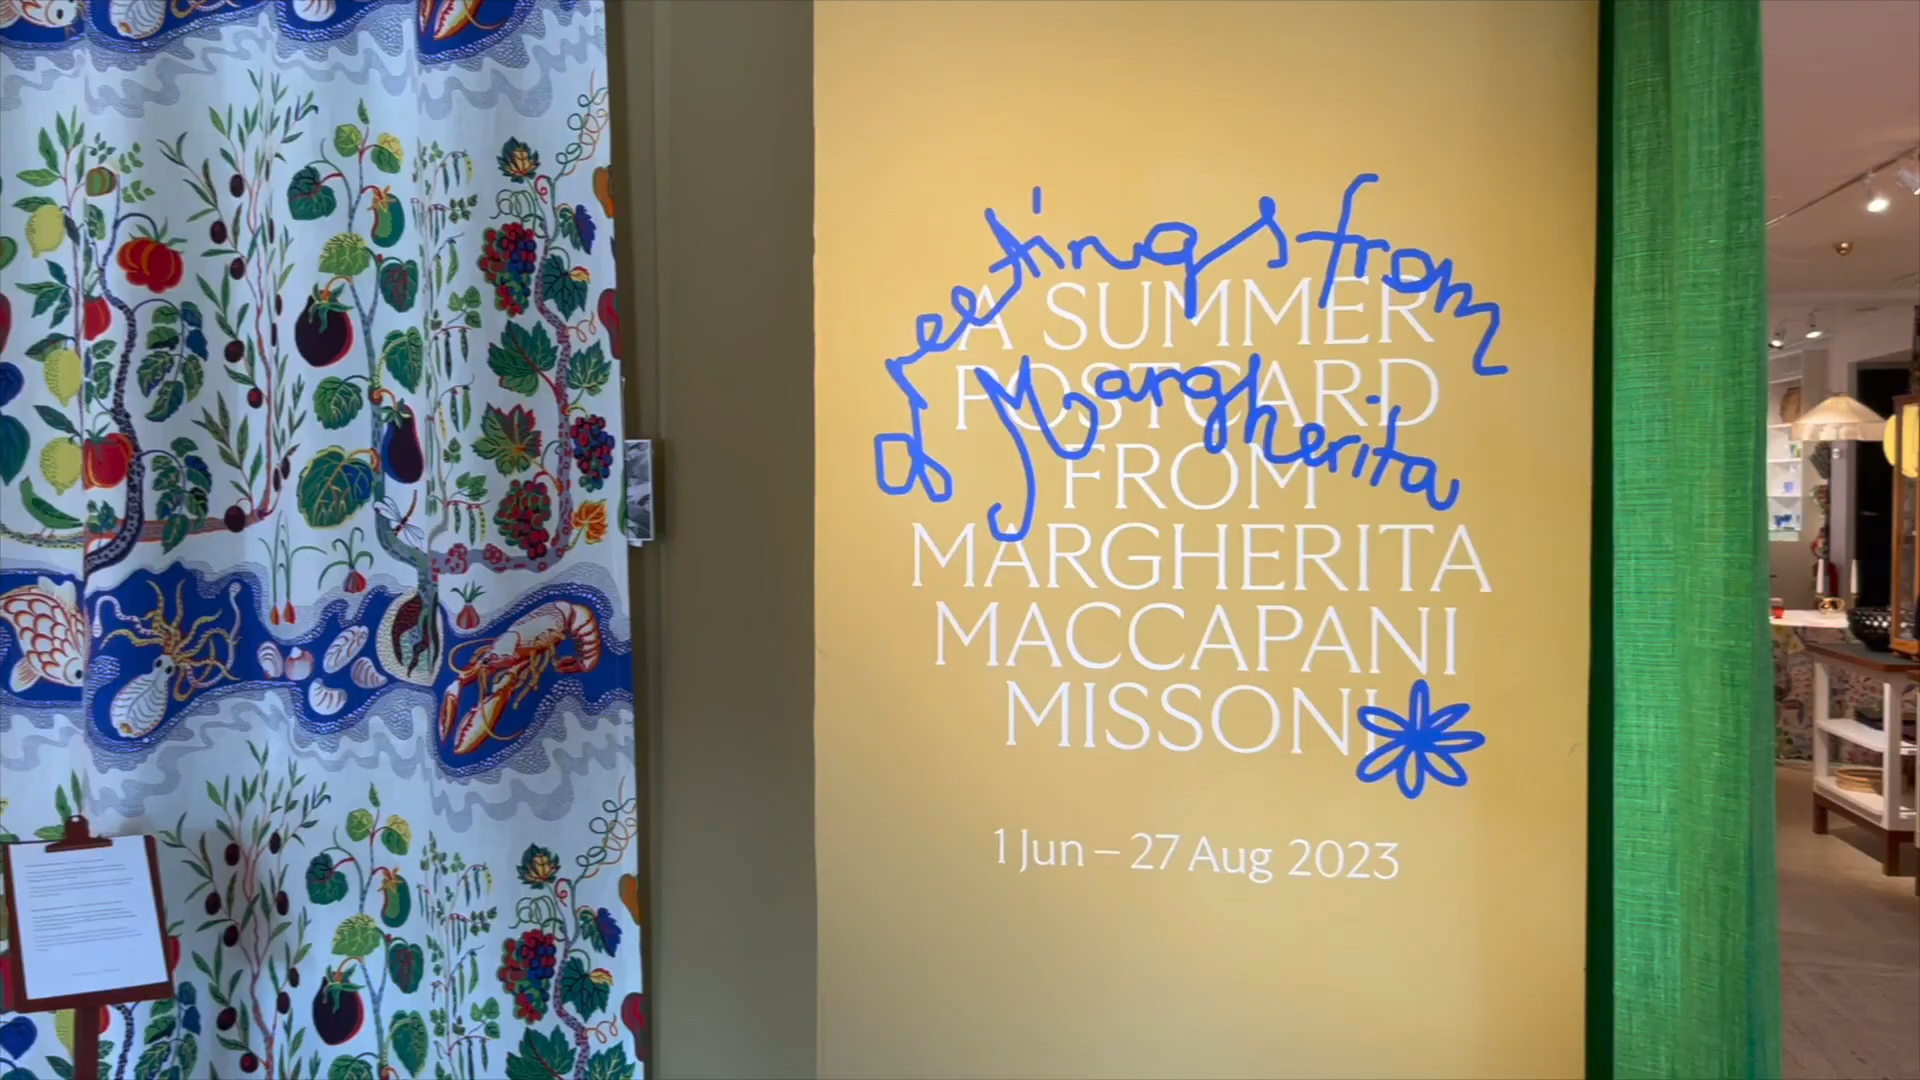 Greetings from
Margherita
A SUMMER
POSTCARD
FROM
MARGHERITA
MACCAPANI
MISSONI
1 Jun – 27 Aug 2023